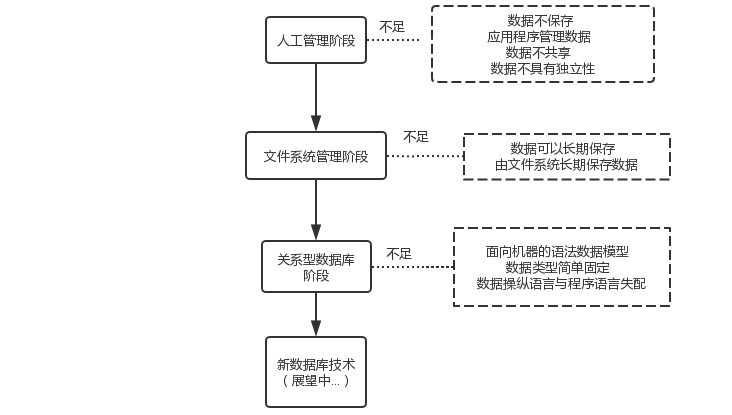 人工管理阶段
不足
数据不保存
应用程序管理数据
数据不共享
数据不具有独立性
文件系统管理阶段
不足
数据可以长期保存
由文件系统长期保存数据
关系型数据库
阶段
不足
面向机器的语法数据模型
数据类型简单固定
数据操纵语言与程序语言失配
新数据库技术
（展望中...）